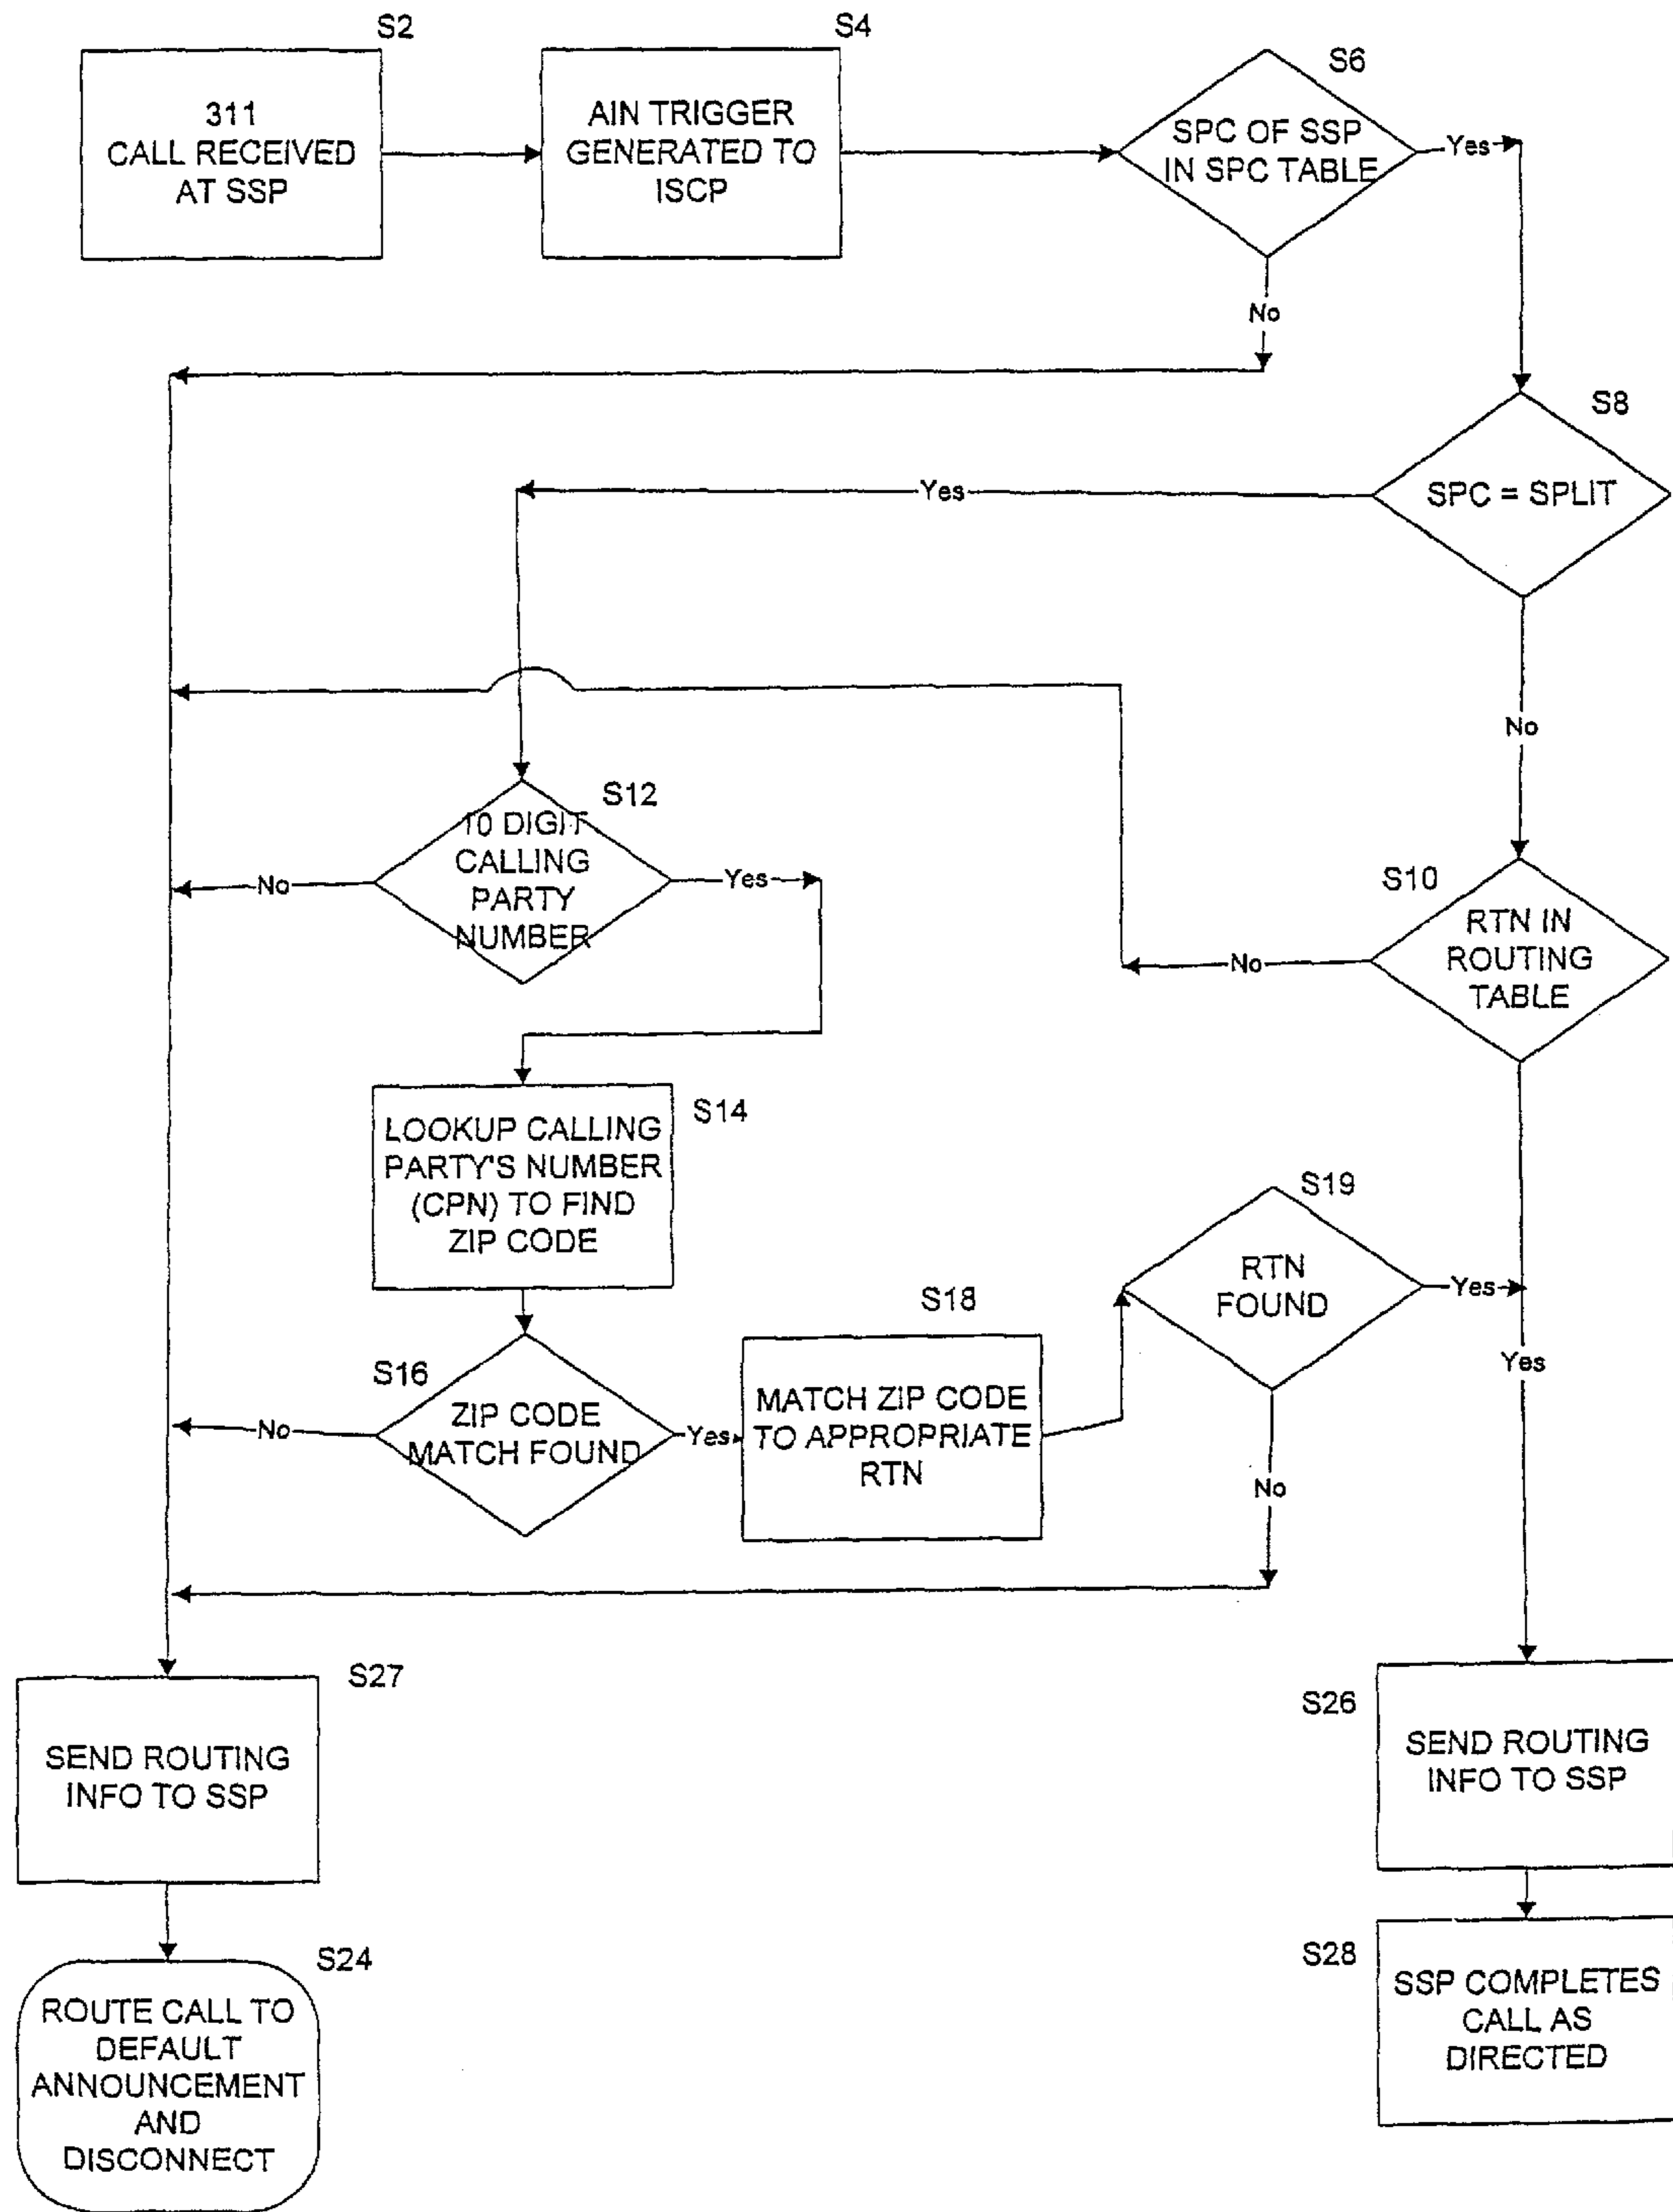 S2
311
CALL RECEIVED
AT SSP
S4
AIN TRIGGER
GENERATED TO
ISCP
S6
SPC OF SSP
IN SPC TABLE
Yes
No
S8
SPC = SPLIT
Yes
No
S12
10 DIGIT
CALLING
PARTY
NUMBER
No
Yes
S10
RTN IN
ROUTING
TABLE
No
Yes
S14
LOOKUP CALLING
PARTY'S NUMBER
(CPN) TO FIND
ZIP CODE
S16
ZIP CODE
MATCH FOUND
No
Yes
S18
MATCH ZIP CODE
TO APPROPRIATE
RTN
S19
RTN
FOUND
Yes
No
S27
SEND ROUTING
INFO TO SSP
S26
SEND ROUTING
INFO TO SSP
S24
ROUTE CALL TO
DEFAULT
ANNOUNCEMENT
AND
DISCONNECT
S28
SSP COMPLETES
CALL AS
DIRECTED